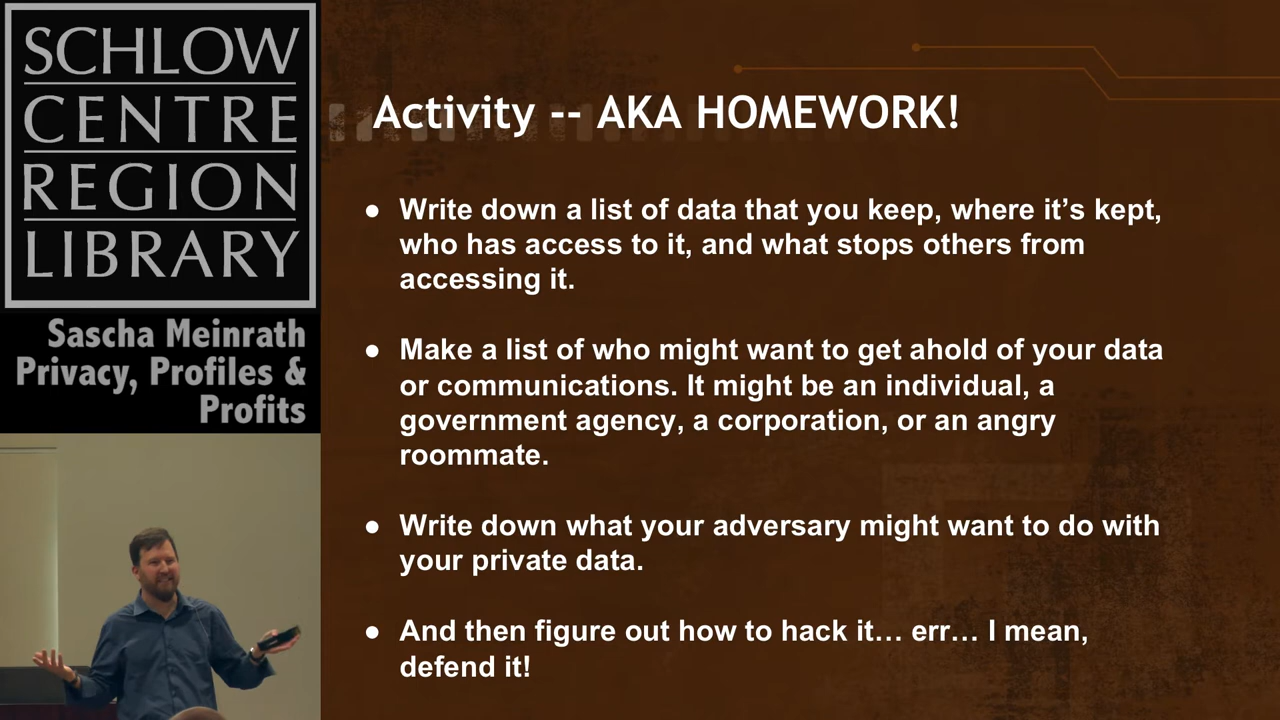 SCHLOW
CENTRE
REGION
LIBRARY
Sascha Meinrath
Privacy, Profiles &
Profits
Activity -- AKA HOMEWORK!
● Write down a list of data that you keep, where it’s kept,
who has access to it, and what stops others from
accessing it.
● Make a list of who might want to get ahold of your data
or communications. It might be an individual, a
government agency, a corporation, or an angry
roommate.
● Write down what your adversary might want to do with
your private data.
● And then figure out how to hack it… err… I mean,
defend it!